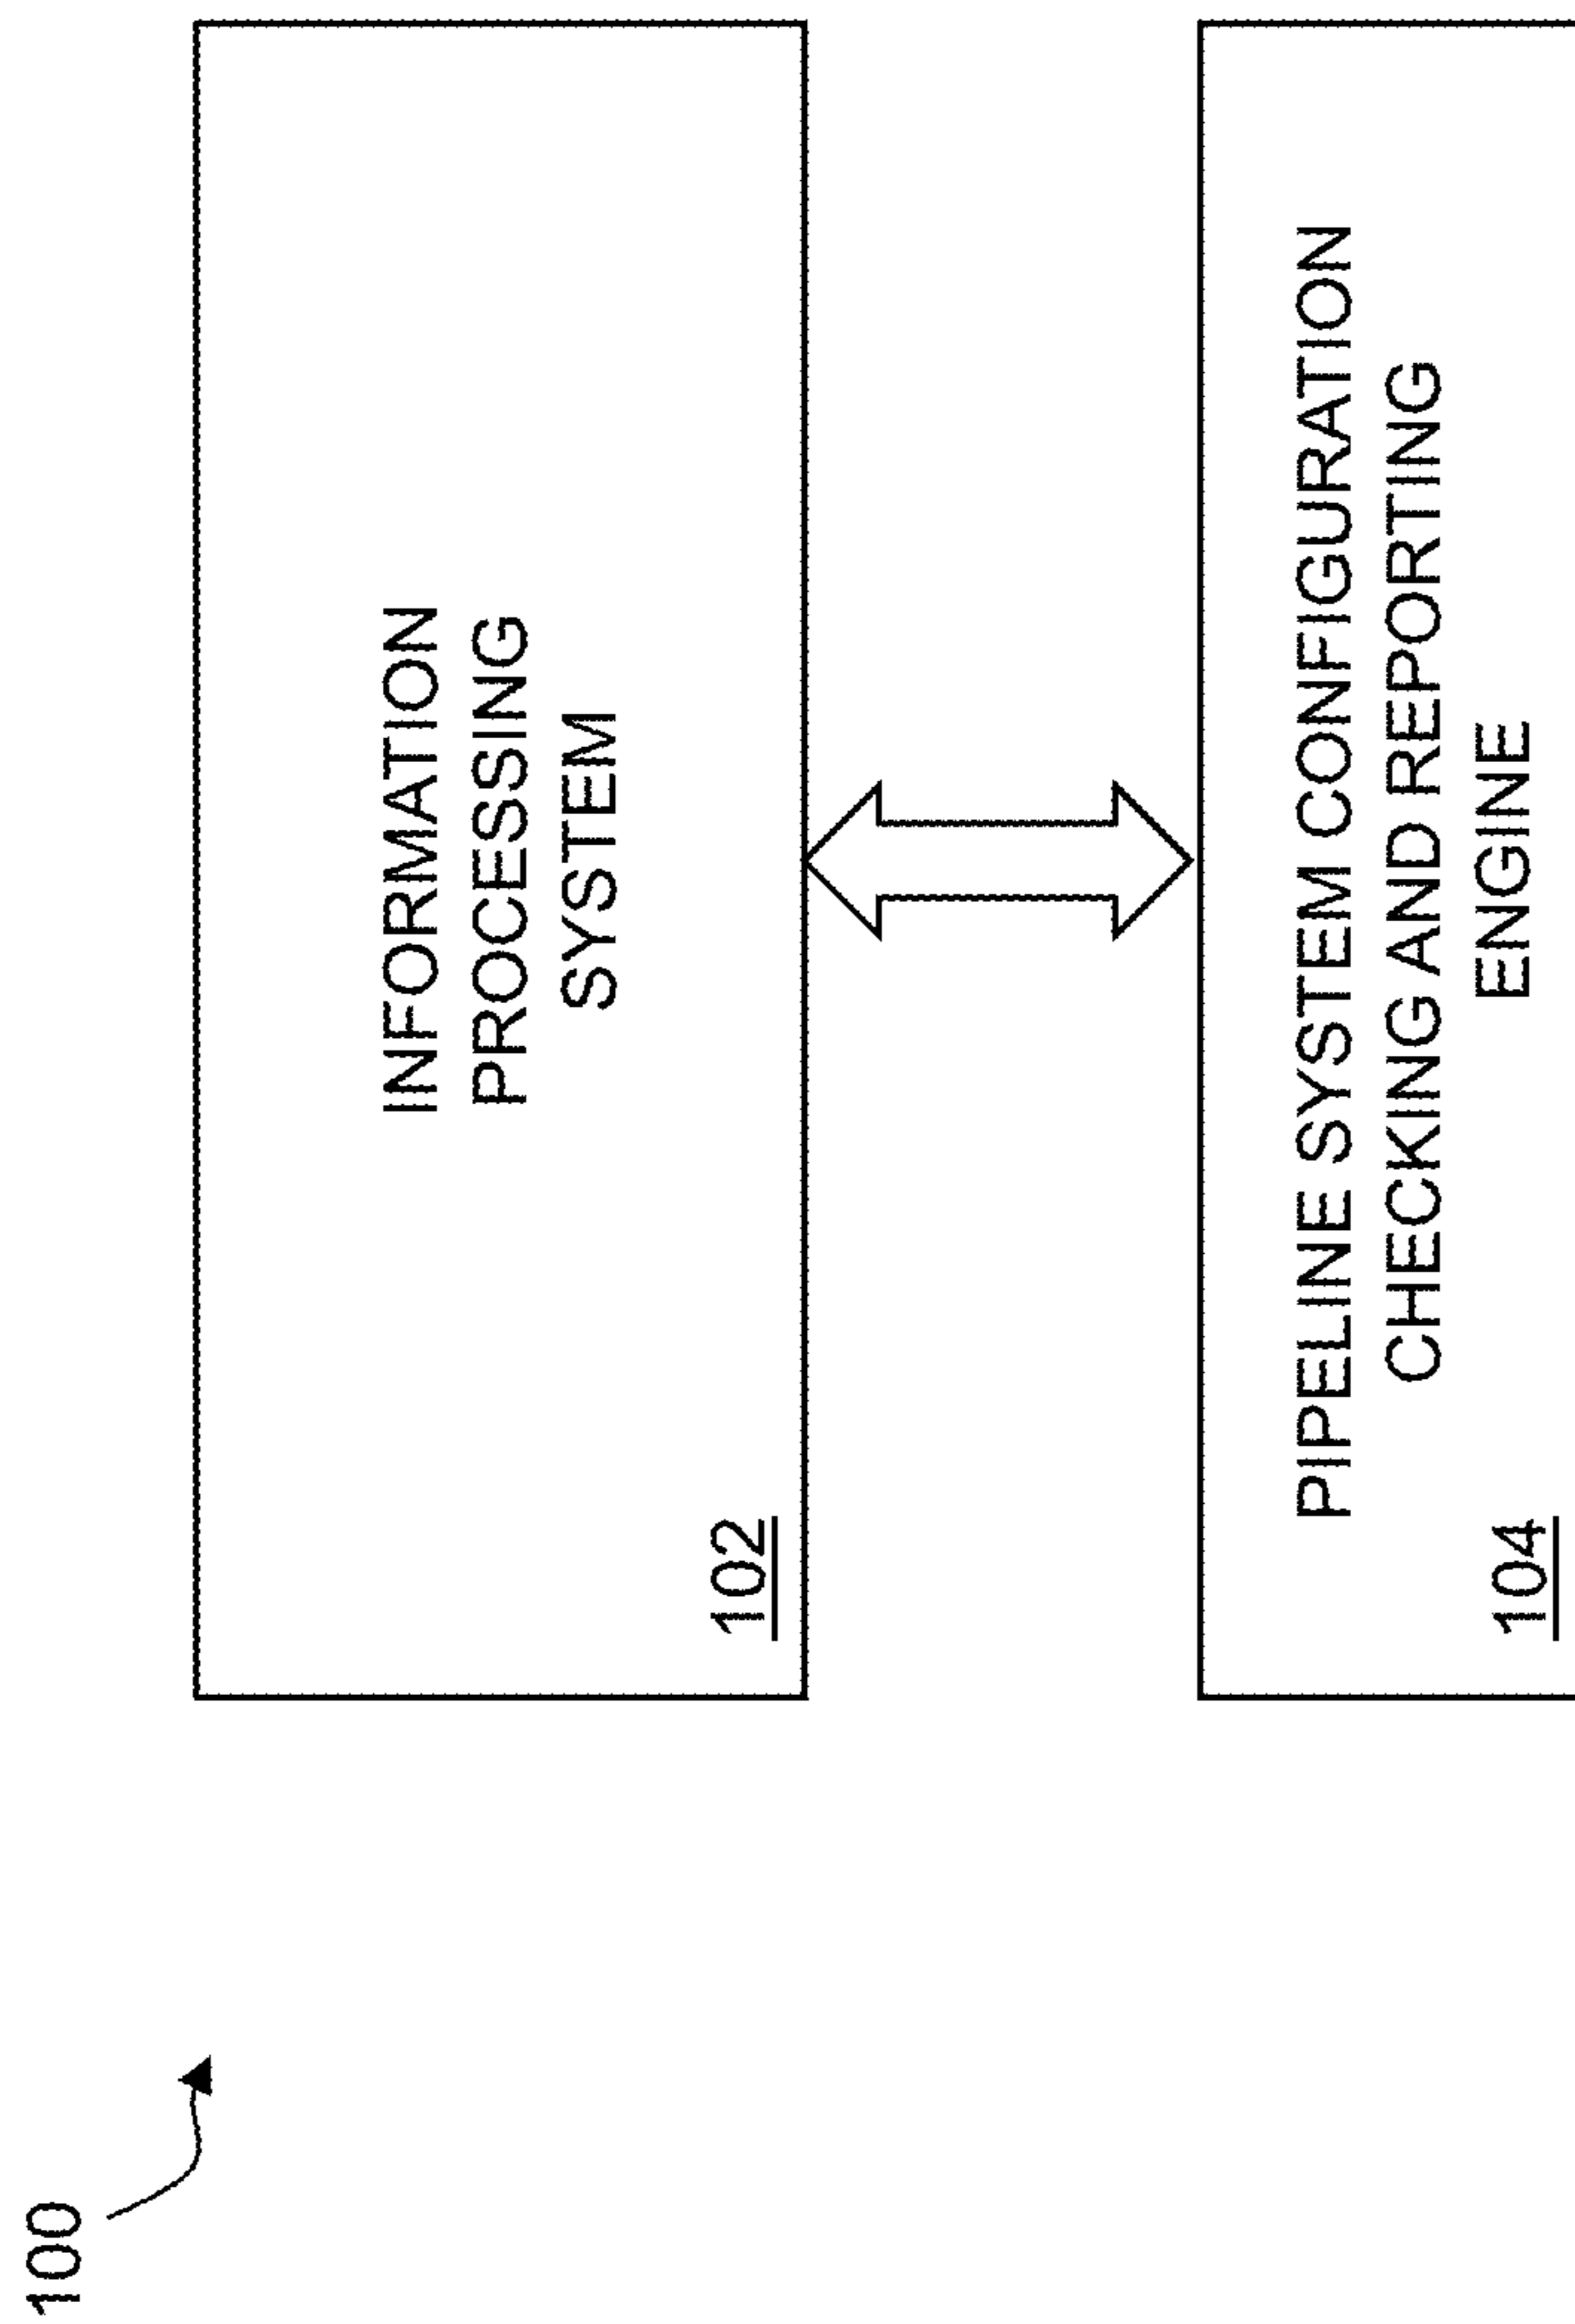 100
INFORMATION
PROCESSING
SYSTEM
102
PIPELINE SYSTEM CONFIGURATION
CHECKING AND REPORTING
ENGINE
104